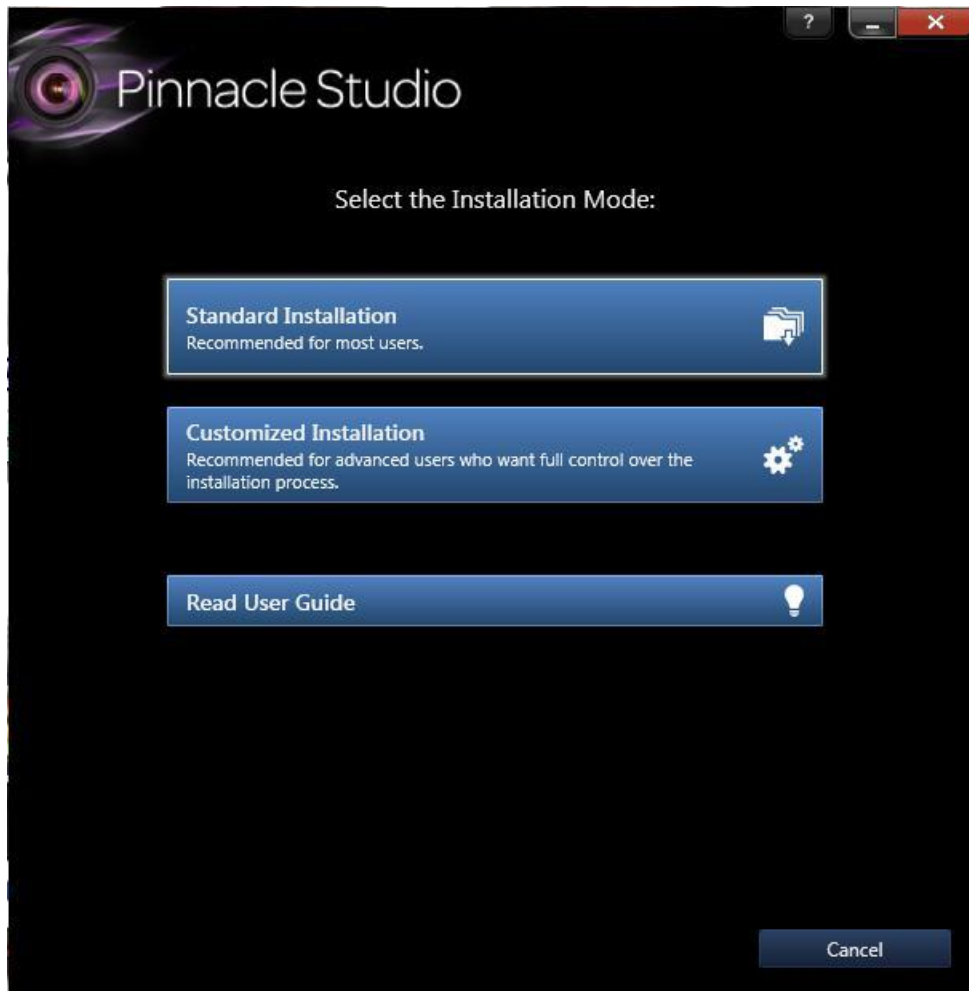 ?
Pinnacle Studio
Select the Installation Mode:
Standard Installation
Recommended for most users.
Customized Installation
Recommended for advanced users who want full control over the
installation process.
Read User Guide
Cancel